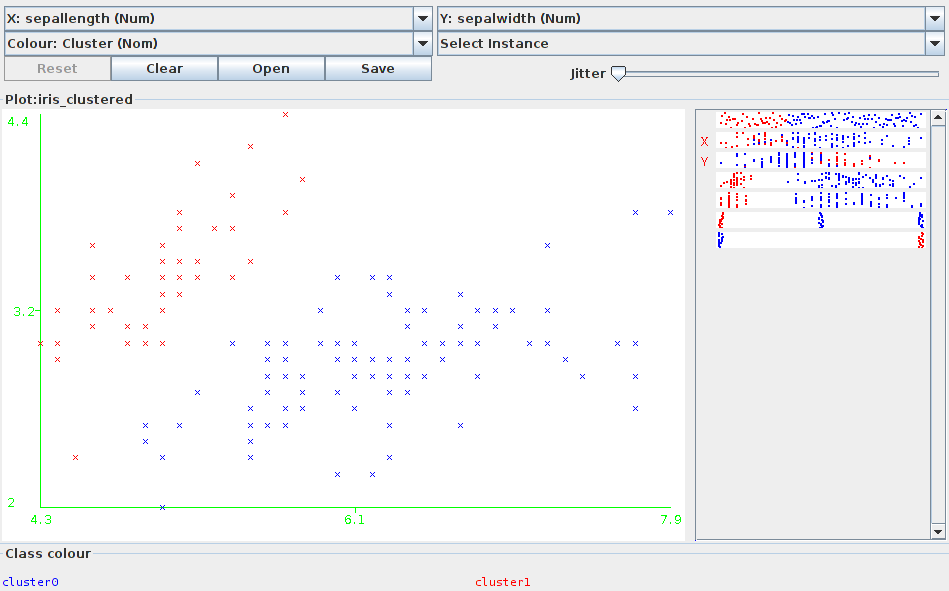 X: sepallength (Num) Y: sepalwidth (Num)
Colour: Cluster (Nom) Select Instance
Reset Clear Open Save Jitter
Plot:iris_clustered
4.4
3.2
2
4.3 6.1 7.9
X
Y
Class colour
cluster0 cluster1